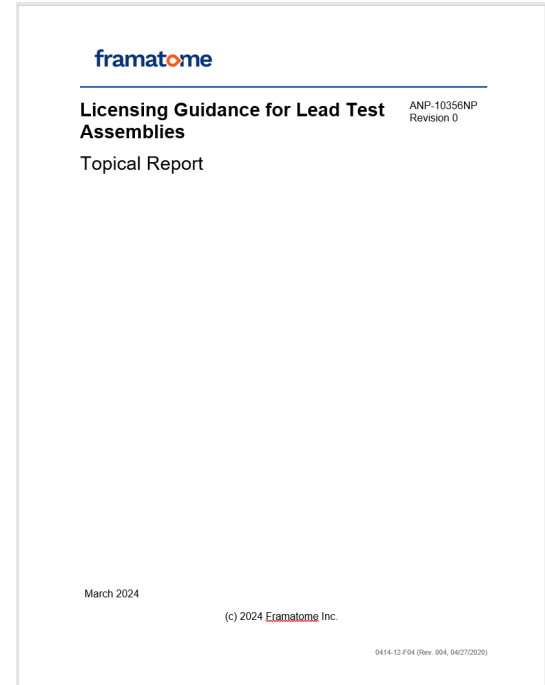 framatome
Licensing Guidance for Lead Test
Assemblies
ANP-10356NP
Revision 0
Topical Report
March 2024
(c) 2024 Framatome Inc.
0414-12-F04 (Rev. 004, 04/27/2020)